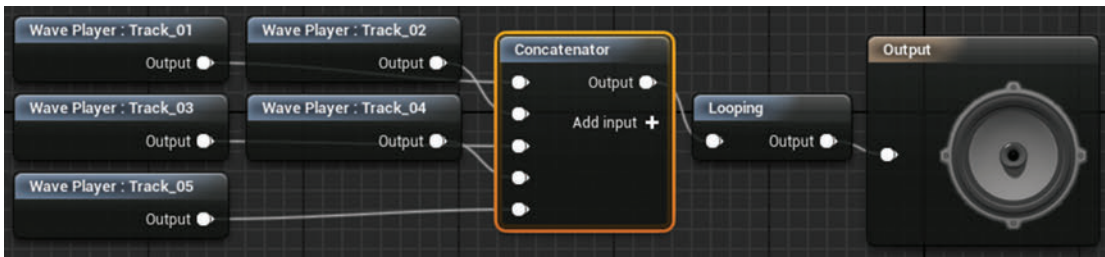 Wave Player : Track_01
Output
Wave Player : Track_02
Output
Wave Player : Track_03
Output
Wave Player : Track_04
Output
Wave Player : Track_05
Output
Concatenator
Output
Add input
Looping
Output
Output